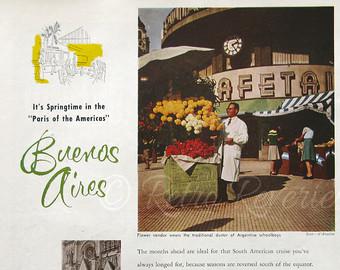 It's Springtime in the
"Paris of the Americas"
Buenos
Aires
CAFETAL
Flower vendor wears the traditional duster of Argentine schoolboys
The months ahead are ideal for that South American cruise you've
always longed for, because seasons are reversed south of the equator.
© Retro Reverie